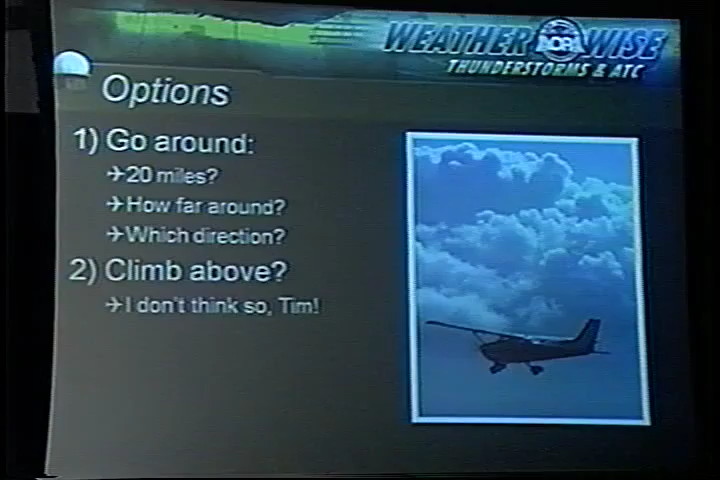 WEATHER AOPA WISE
THUNDERSTORMS & ATC
Options
1) Go around:
20 miles?
How far around?
Which direction?
2) Climb above?
I don't think so, Tim!